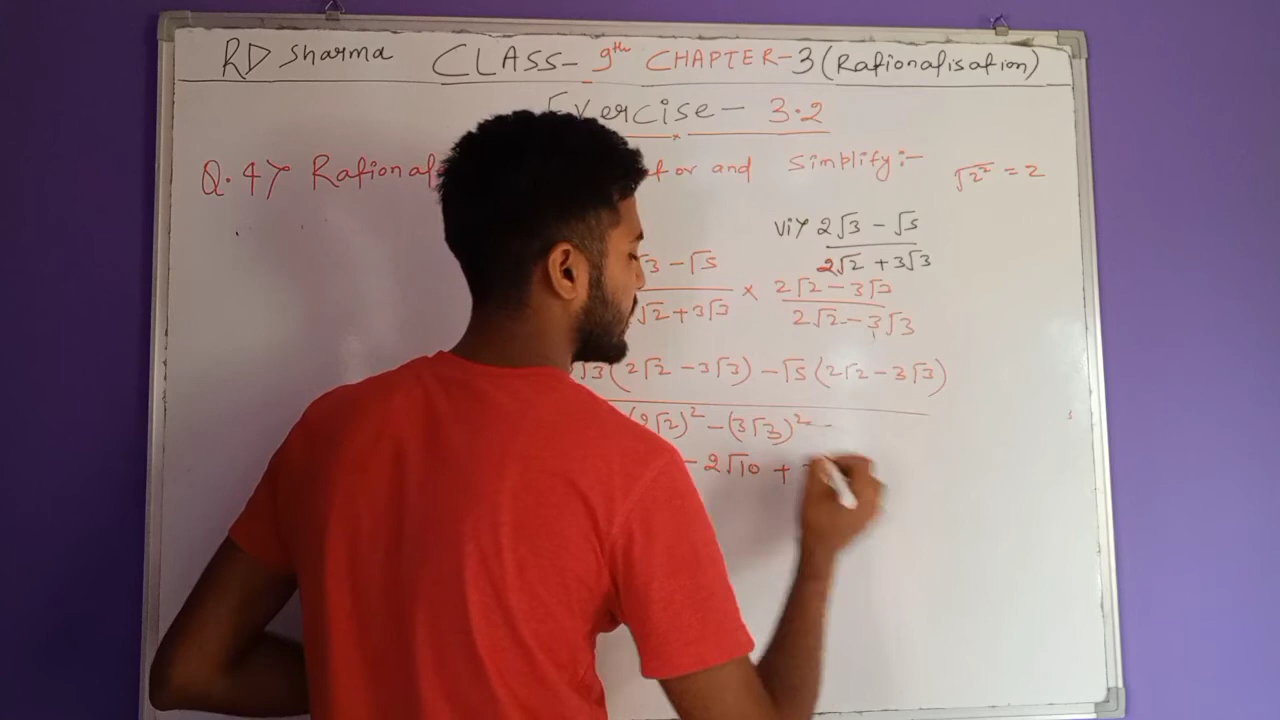 RD Sharma CLASS- 9th CHAPTER-3 (Rationalisation)
Exercise- 3.2
Q.4> Rational tor and Simplify:- √2² = 2
vi> 2√3 - √5
2√2 + 3√3
√3 - √5 × 2√2 - 3√3
√2 + 3√3 2√2 - 3√3
√3(2√2 - 3√3) - √5(2√2 - 3√3)
(2√2)² - (3√3)²
- 2√10 +